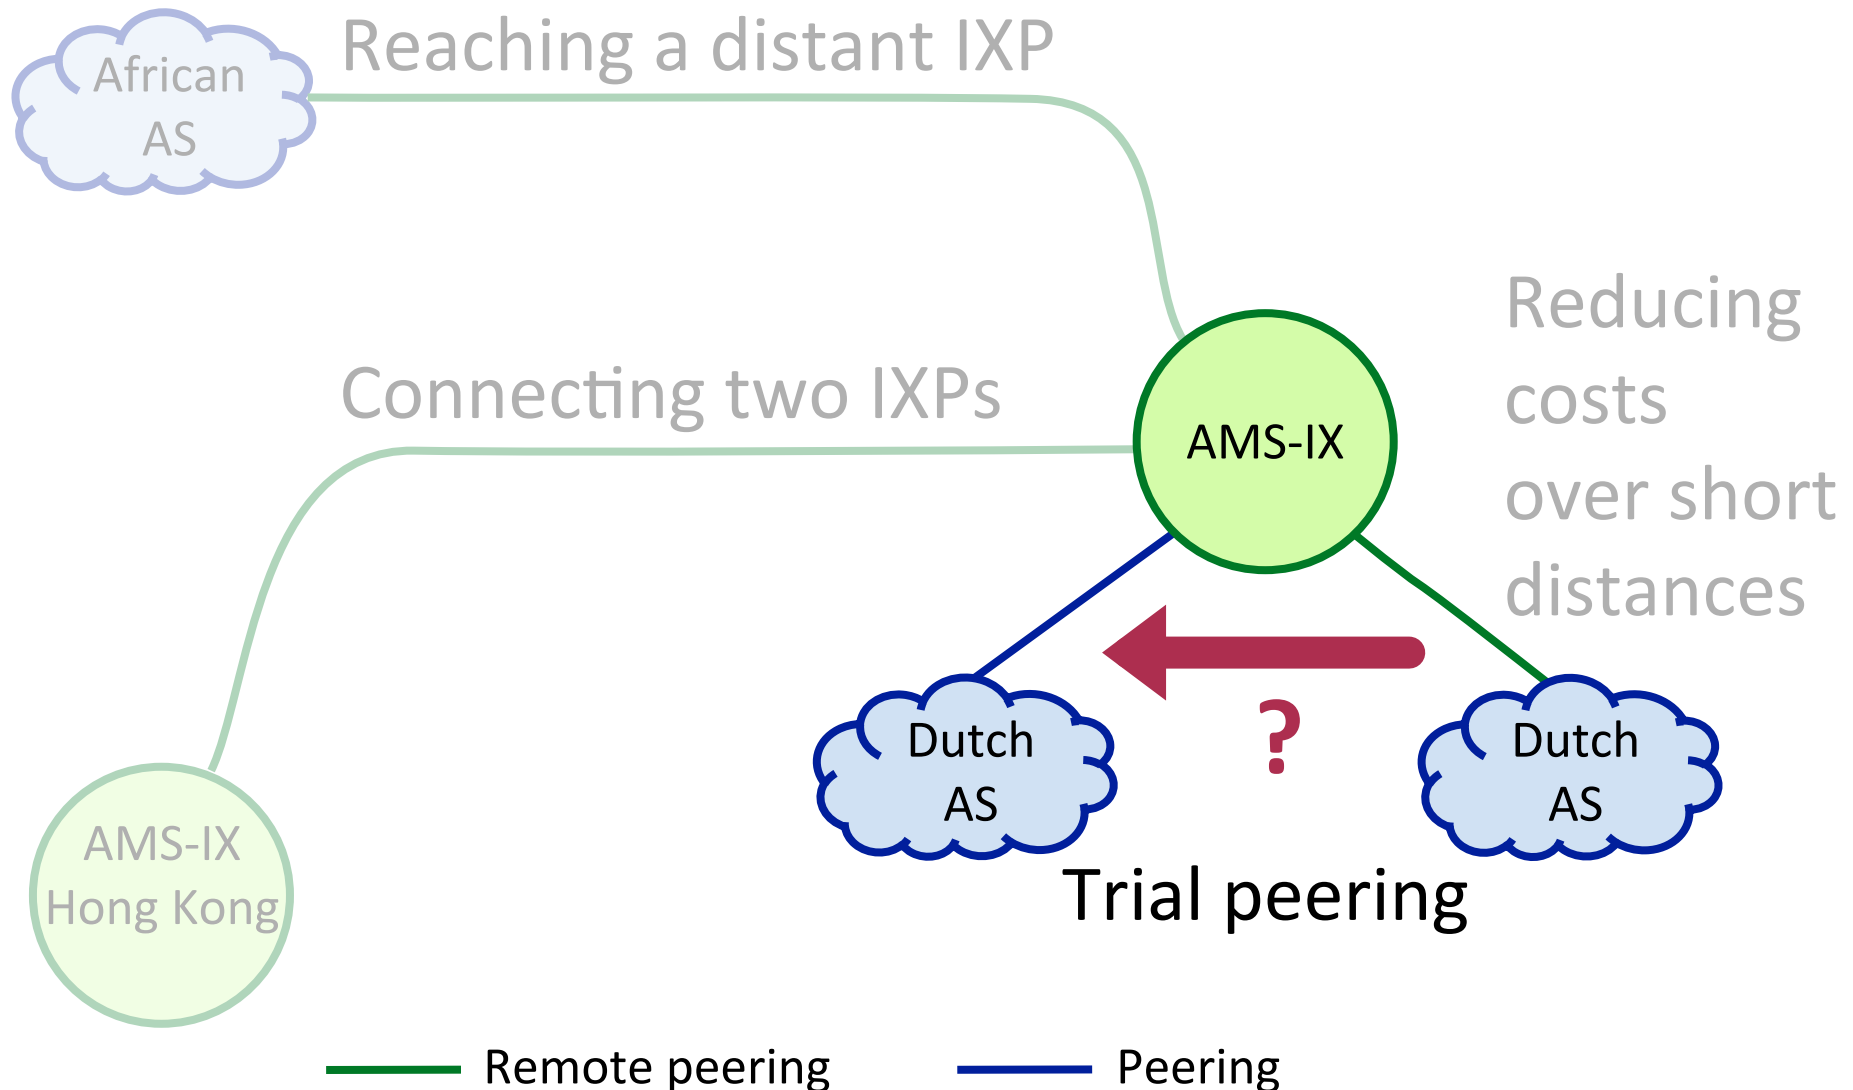 Reaching a distant IXP
African
AS
Reducing
costs
over short
distances
Connecting two IXPs
AMS-IX
Dutch
AS
?
Dutch
AS
Trial peering
AMS-IX
Hong Kong
Remote peering
Peering